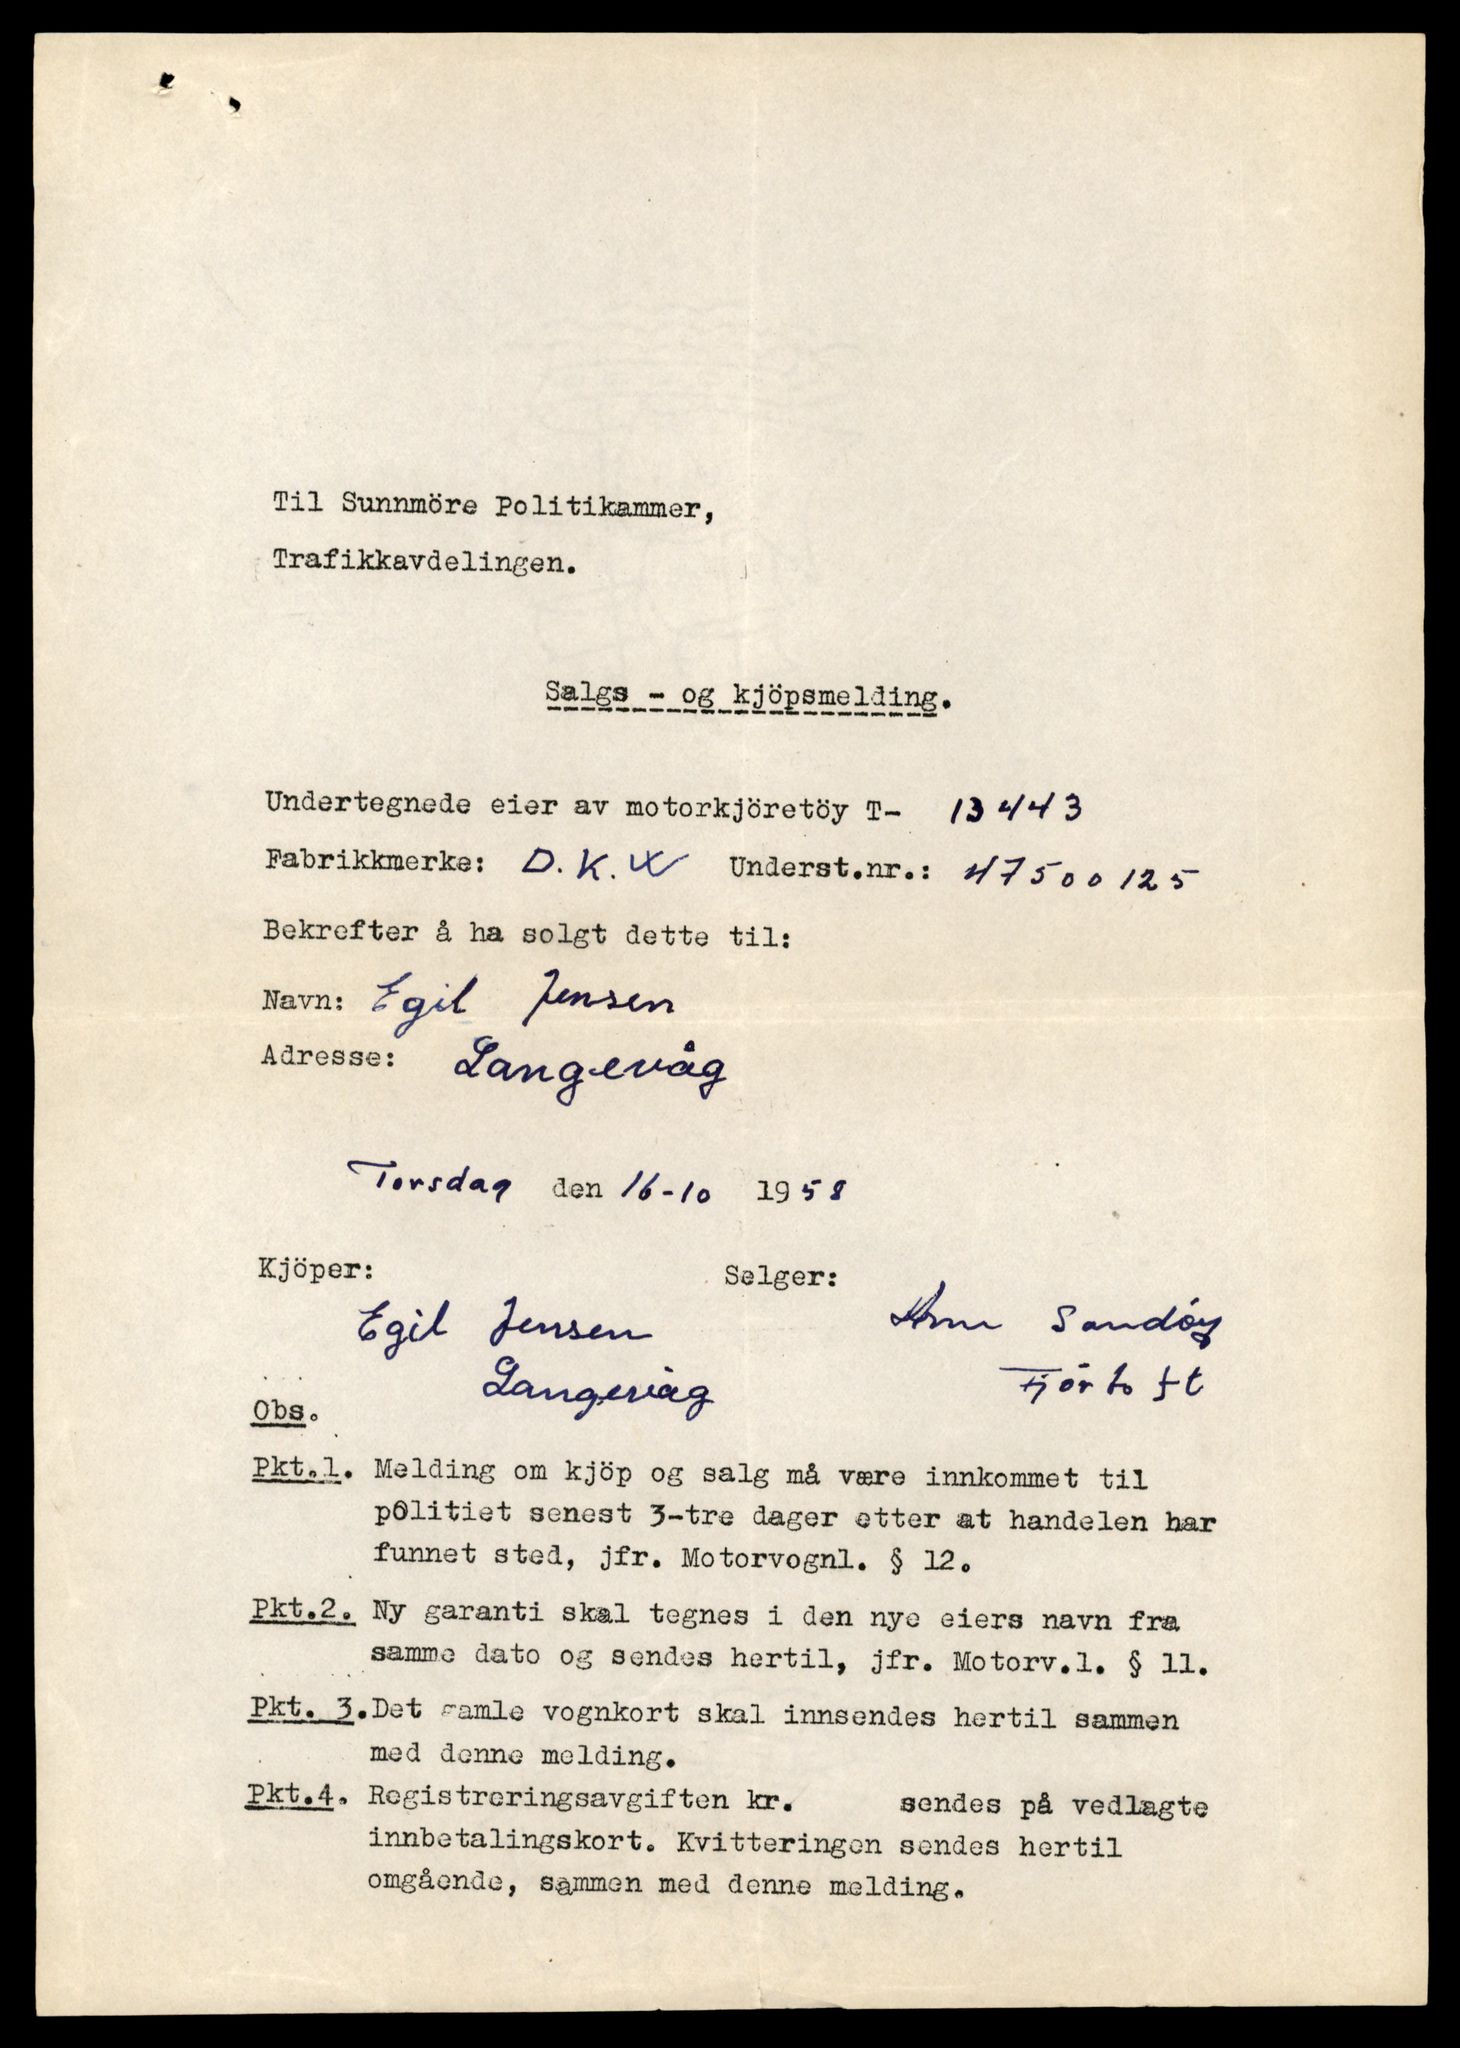 Til Sunnmöre Politikammer,
Trafikkavdelingen.
Salgs - og kjöpsmelding.
Undertegnede eier av motorkjöretöy T- 13443
Fabrikkmerke: D.K.W Underst.nr.: 47500125
Bekrefter å ha solgt dette til:
Navn: Egil Jensen
Adresse: Langevåg
Torsdag den 16-10 1958
Kjöper: Selger:
Egil Jensen Sandöy
Langevåg Fjörtoft
Obs.
Pkt.1. Melding om kjöp og salg må være innkommet til
politiet senest 3-tre dager etter at handelen har
funnet sted, jfr. Motorvognl. § 12.
Pkt.2. Ny garanti skal tegnes i den nye eiers navn fra
samme dato og sendes hertil, jfr. Motorv.l. § 11.
Pkt. 3. Det gamle vognkort skal innsendes hertil sammen
med denne melding.
Pkt.4. Registreringsavgiften kr. sendes på vedlagte
innbetalingskort. Kvitteringen sendes hertil
omgående, sammen med denne melding.